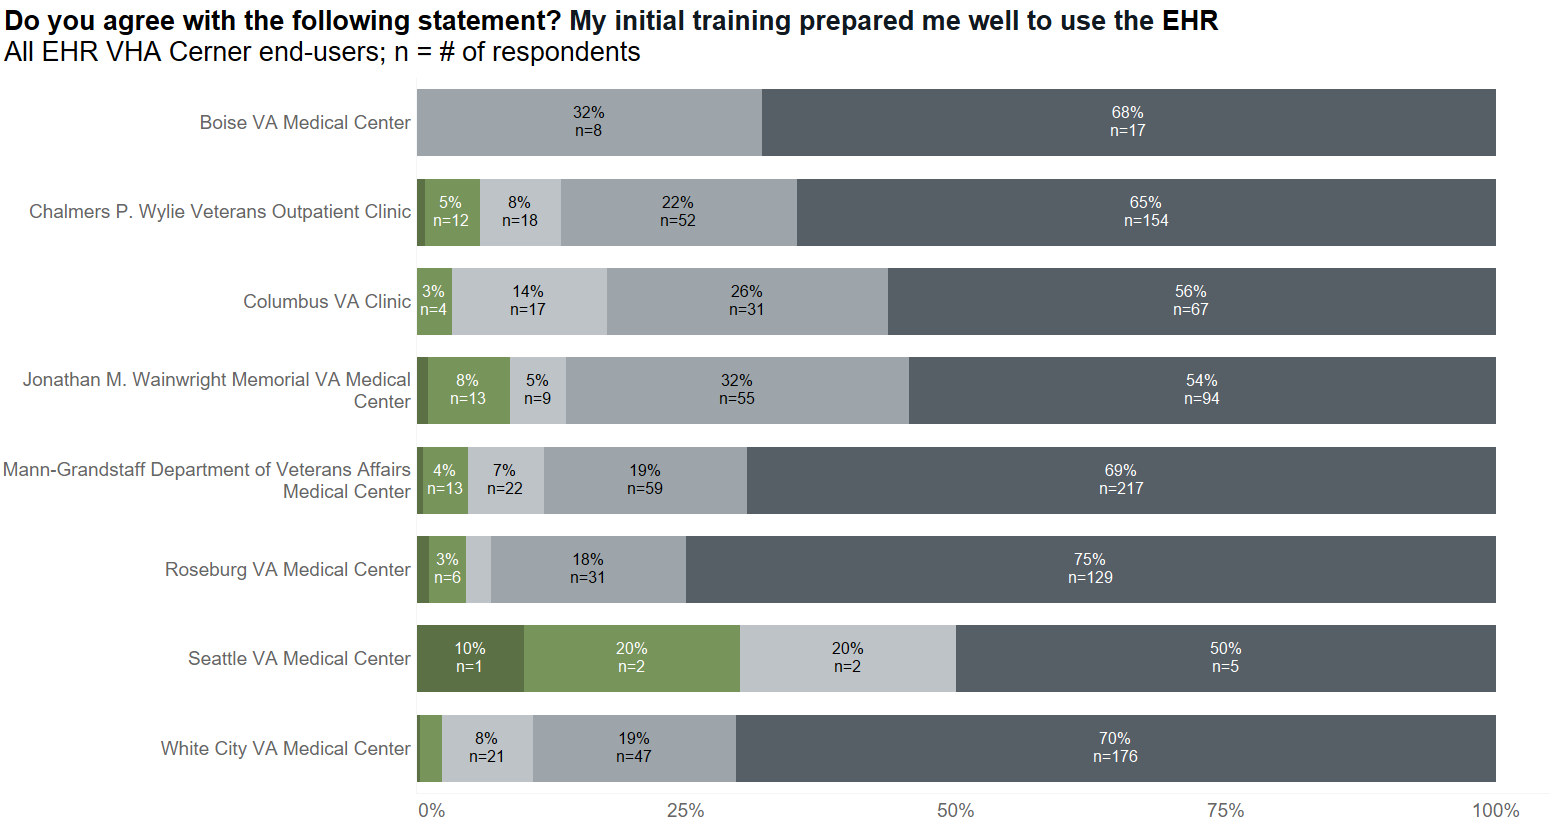 Do you agree with the following statement? My initial training prepared me well to use the EHR
All EHR VHA Cerner end-users; n = # of respondents
Boise VA Medical Center
32%
n=8
68%
n=17
Chalmers P. Wylie Veterans Outpatient Clinic
5%
n=12
8%
n=18
22%
n=52
65%
n=154
Columbus VA Clinic
3%
n=4
14%
n=17
26%
n=31
56%
n=67
Jonathan M. Wainwright Memorial VA Medical
Center
8%
n=13
5%
n=9
32%
n=55
54%
n=94
Mann-Grandstaff Department of Veterans Affairs
Medical Center
4%
n=13
7%
n=22
19%
n=59
69%
n=217
Roseburg VA Medical Center
3%
n=6
18%
n=31
75%
n=129
Seattle VA Medical Center
10%
n=1
20%
n=2
20%
n=2
50%
n=5
White City VA Medical Center
8%
n=21
19%
n=47
70%
n=176
0% 25% 50% 75% 100%